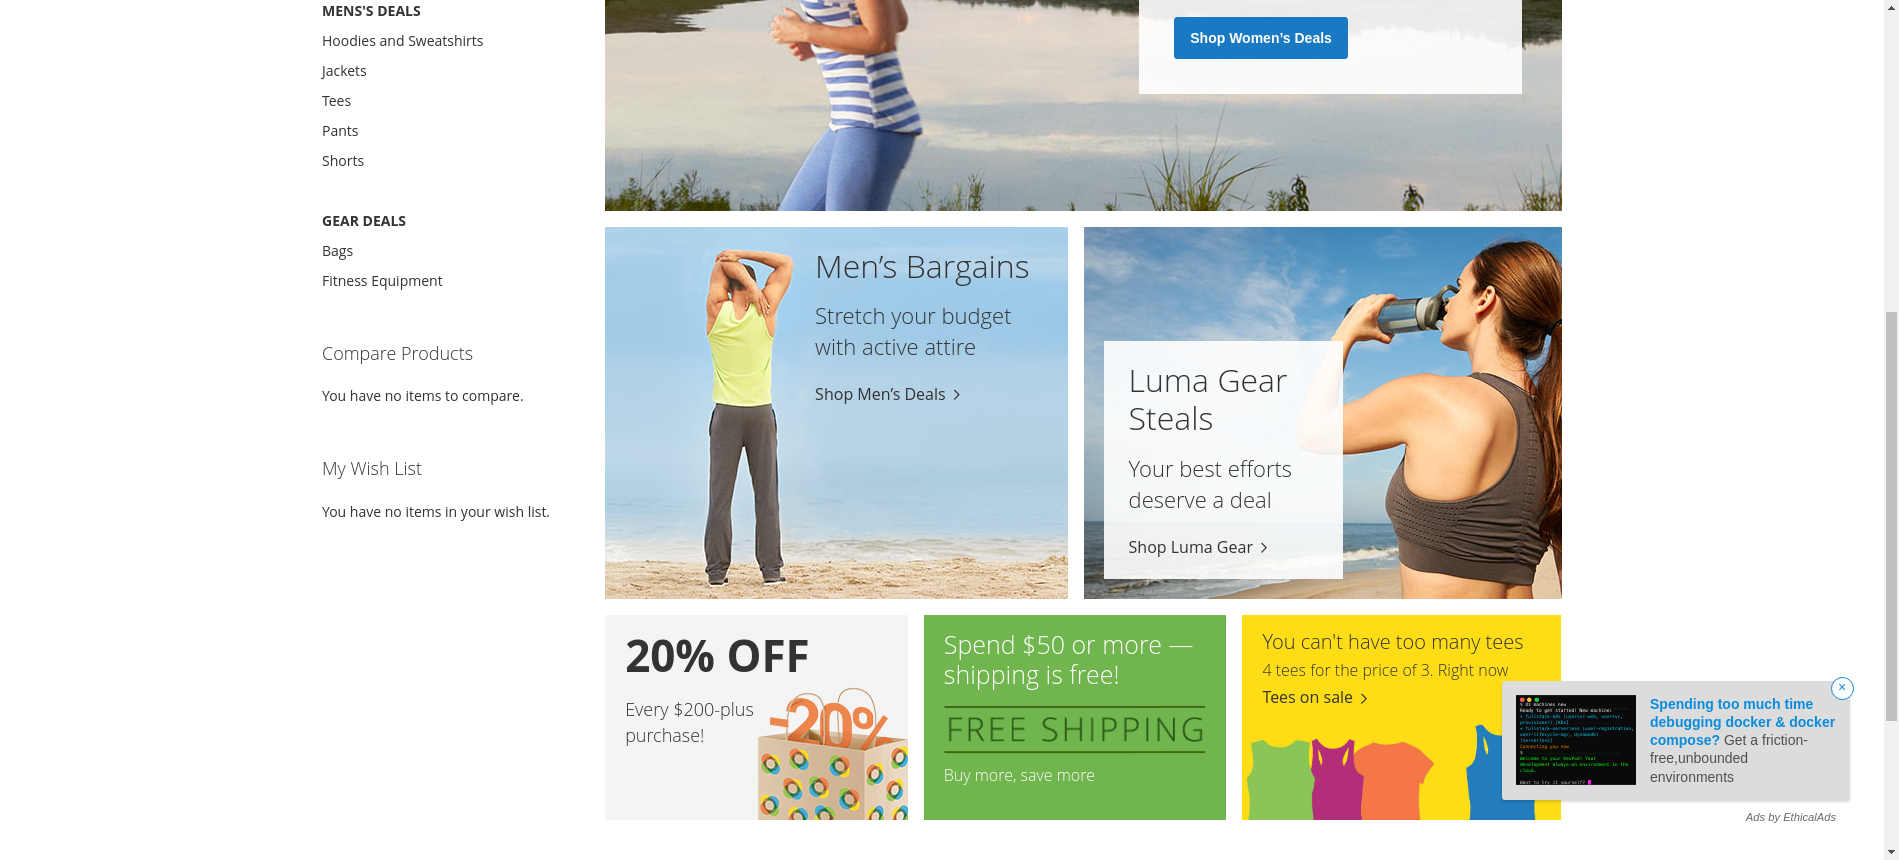 MENS'S DEALS
Hoodies and Sweatshirts
Jackets
Tees
Pants
Shorts
GEAR DEALS
Bags
Fitness Equipment
Compare Products
You have no items to compare.
My Wish List
You have no items in your wish list.
Shop Women’s Deals
Men’s Bargains
Stretch your budget
with active attire
Shop Men’s Deals
Luma Gear
Steals
Your best efforts
deserve a deal
Shop Luma Gear
20% OFF
Every $200-plus
purchase!
-20%
Spend $50 or more —
shipping is free!
FREE SHIPPING
Buy more, save more
You can't have too many tees
4 tees for the price of 3. Right now
Tees on sale
Spending too much time
debugging docker & docker
compose? Get a friction-
free,unbounded
environments
Ads by EthicalAds